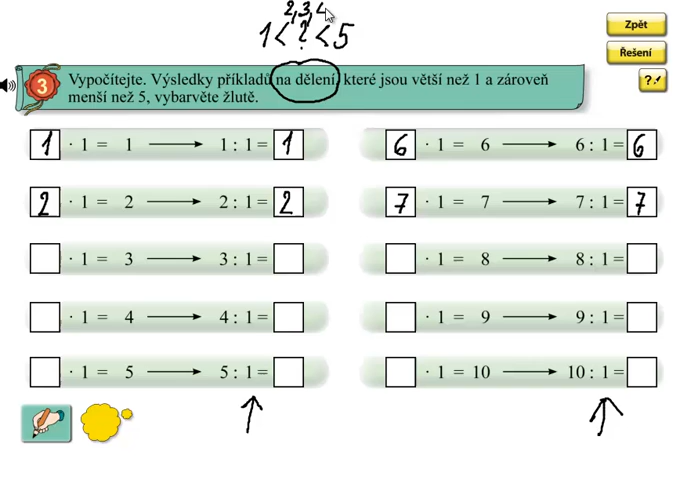 2,3,4
1 < ? < 5
Zpět
Řešení
?
3 Vypočítejte. Výsledky příkladů na dělení, které jsou větší než 1 a zároveň
menší než 5, vybarvěte žlutě.
1 · 1 = 1 → 1 : 1 = 1
6 · 1 = 6 → 6 : 1 = 6
2 · 1 = 2 → 2 : 1 = 2
7 · 1 = 7 → 7 : 1 = 7
· 1 = 3 → 3 : 1 =
· 1 = 8 → 8 : 1 =
· 1 = 4 → 4 : 1 =
· 1 = 9 → 9 : 1 =
· 1 = 5 → 5 : 1 =
· 1 = 10 → 10 : 1 =